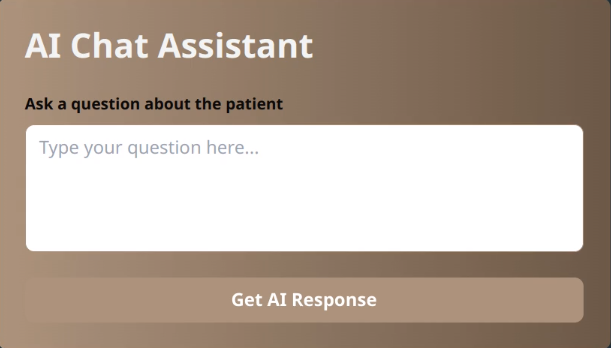 AI Chat Assistant
Ask a question about the patient
Type your question here...
Get AI Response